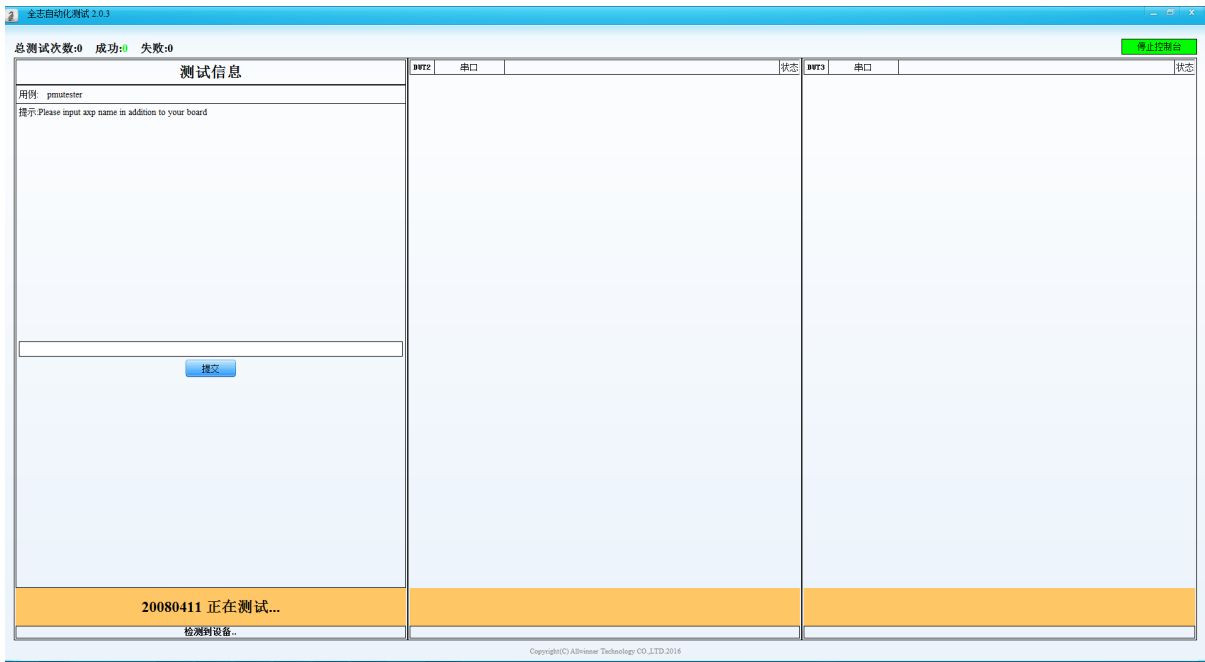 全志自动化测试 2.0.3
总测试次数:0 成功:0 失败:0
停止控制台
测试信息
用例: pmutester
提示:Please input axp name in addition to your board
提交
20080411 正在测试...
检测到设备..
DUT2 串口 状态
DUT3 串口 状态
Copyright(C) Allwinner Technology CO.,LTD.2016